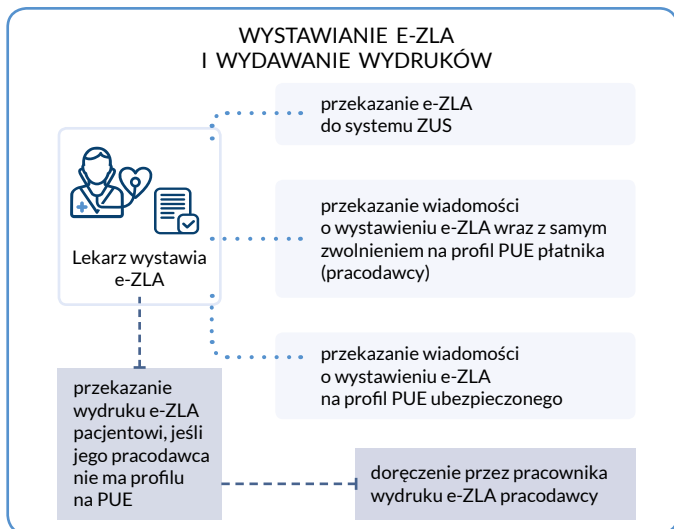 WYSTAWIANIE E-ZLA
I WYDAWANIE WYDRUKÓW
przekazanie e-ZLA
do systemu ZUS
Lekarz wystawia
e-ZLA
przekazanie wiadomości
o wystawieniu e-ZLA wraz z samym
zwolnieniem na profil PUE płatnika
(pracodawcy)
przekazanie wiadomości
o wystawieniu e-ZLA
na profil PUE ubezpieczonego
przekazanie
wydruku e-ZLA
pacjentowi, jeśli
jego pracodawca
nie ma profilu
na PUE
doręczenie przez pracownika
wydruku e-ZLA pracodawcy